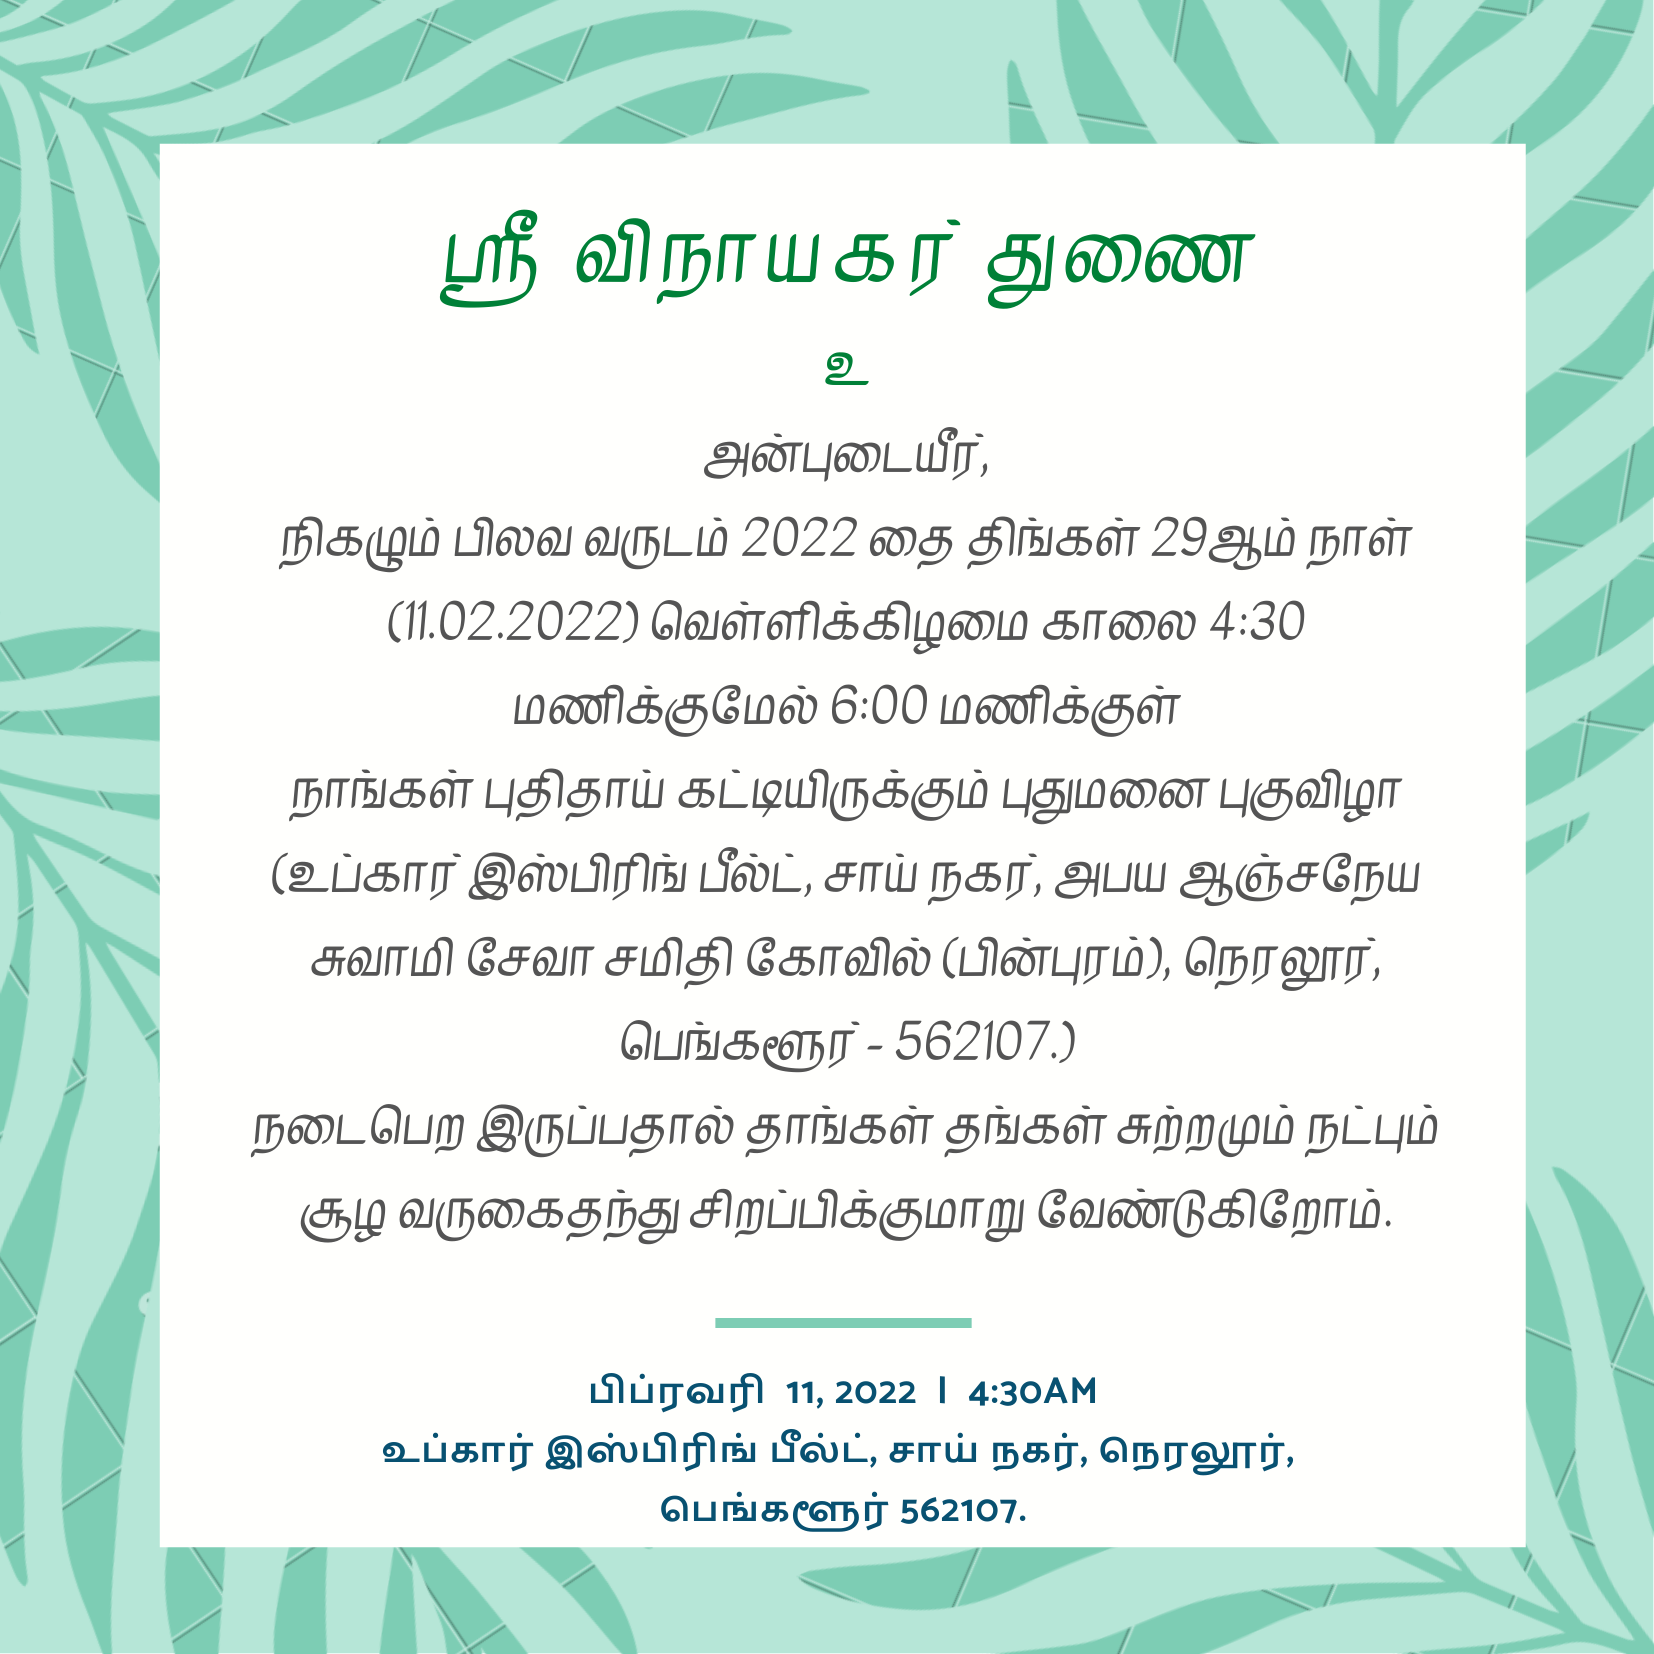 ஸ்ரீ விநாயகர் துணை
உ
அன்புடையீர்,
நிகழும் பிலவ வருடம் 2022 தை திங்கள் 29ஆம் நாள்
(11.02.2022) வெள்ளிக்கிழமை காலை 4:30
மணிக்குமேல் 6:00 மணிக்குள்
நாங்கள் புதிதாய் கட்டியிருக்கும் புதுமனை புகுவிழா
(உப்கார் இஸ்பிரிங் பீல்ட், சாய் நகர், அபய ஆஞ்சநேய
சுவாமி சேவா சமிதி கோவில் (பின்புரம்), நெரலூர்,
பெங்களூர் - 562107.)
நடைபெற இருப்பதால் தாங்கள் தங்கள் சுற்றமும் நட்பும்
சூழ வருகைதந்து சிறப்பிக்குமாறு வேண்டுகிறோம்.
பிப்ரவரி 11, 2022 | 4:30AM
உப்கார் இஸ்பிரிங் பீல்ட், சாய் நகர், நெரலூர்,
பெங்களூர் 562107.